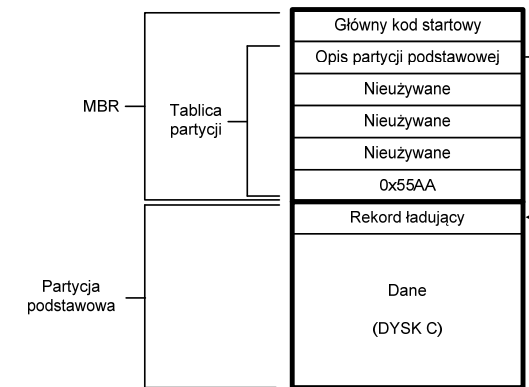 Główny kod startowy
Opis partycji podstawowej
Nieużywane
Nieużywane
Nieużywane
0x55AA
Rekord ładujący
Dane
(DYSK C)
MBR
Tablica
partycji
Partycja
podstawowa